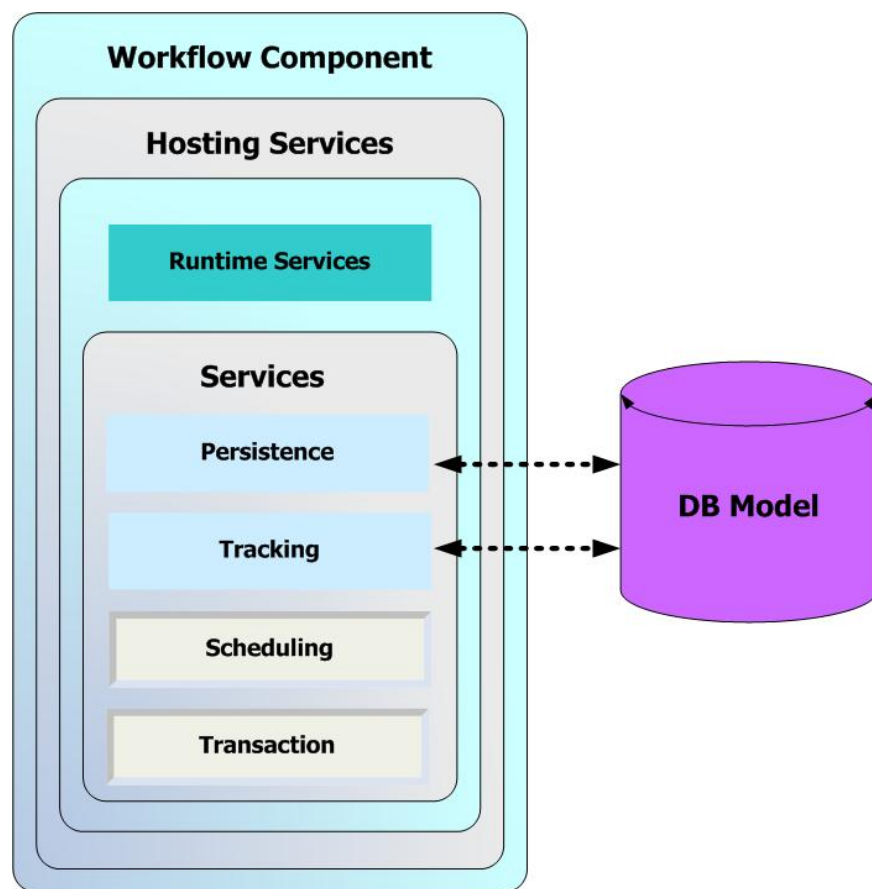 Workflow Component
Hosting Services
Runtime Services
Services
Persistence
Tracking
DB Model
Scheduling
Transaction